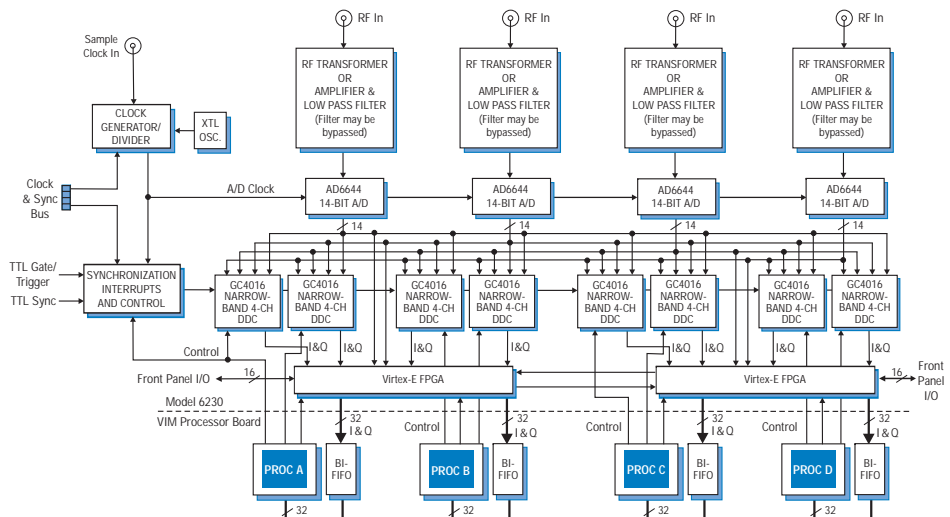 RF In
RF In
RF In
RF In
Sample
Clock In
RF TRANSFORMER
OR
AMPLIFIER &
LOW PASS FILTER
(Filter may be
bypassed)
RF TRANSFORMER
OR
AMPLIFIER &
LOW PASS FILTER
(Filter may be
bypassed)
RF TRANSFORMER
OR
AMPLIFIER &
LOW PASS FILTER
(Filter may be
bypassed)
RF TRANSFORMER
OR
AMPLIFIER &
LOW PASS FILTER
(Filter may be
bypassed)
CLOCK
GENERATOR/
DIVIDER
XTL
OSC.
Clock
& Sync
Bus
A/D Clock
AD6644
14-BIT A/D
AD6644
14-BIT A/D
AD6644
14-BIT A/D
AD6644
14-BIT A/D
14
14
14
14
TTL Gate/
Trigger
TTL Sync
SYNCHRONIZATION
INTERRUPTS
AND CONTROL
GC4016
NARROW-
BAND 4-CH
DDC
GC4016
NARROW-
BAND 4-CH
DDC
GC4016
NARROW-
BAND 4-CH
DDC
GC4016
NARROW-
BAND 4-CH
DDC
GC4016
NARROW-
BAND 4-CH
DDC
GC4016
NARROW-
BAND 4-CH
DDC
GC4016
NARROW-
BAND 4-CH
DDC
GC4016
NARROW-
BAND 4-CH
DDC
Control
I&Q
I&Q
I&Q
I&Q
I&Q
I&Q
I&Q
I&Q
Front Panel I/O
16
Virtex-E FPGA
Virtex-E FPGA
16
Front
Panel
I/O
Model 6230
VIM Processor Board
32
I & Q
Control
32
I & Q
Control
32
I & Q
Control
32
I & Q
PROC A
BI-
FIFO
PROC B
BI-
FIFO
PROC C
BI-
FIFO
PROC D
BI-
FIFO
32
32
32
32